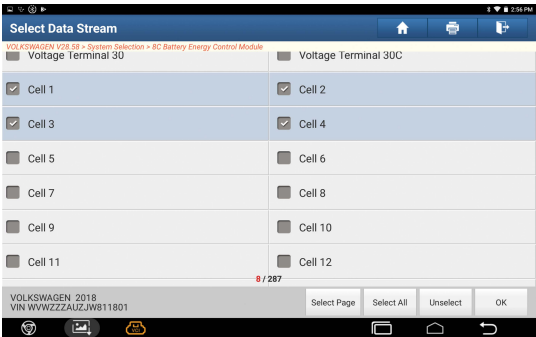 2:56 PM
Select Data Stream
VOLKSWAGEN V28.58 > System Selection > 8C Battery Energy Control Module
Voltage Terminal 30
Voltage Terminal 30C
Cell 1
Cell 2
Cell 3
Cell 4
Cell 5
Cell 6
Cell 7
Cell 8
Cell 9
Cell 10
Cell 11
Cell 12
8 / 287
VOLKSWAGEN 2018
VIN WVWZZZAUZJW811801
Select Page
Select All
Unselect
OK
VCI